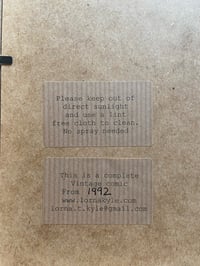 Please keep out of
direct sunlight
and use a lint
free cloth to clean.
No spray needed
This is a complete
Vintage comic
From 1992
www.lornakyle.com
lorna.t.kyle@gmail.com